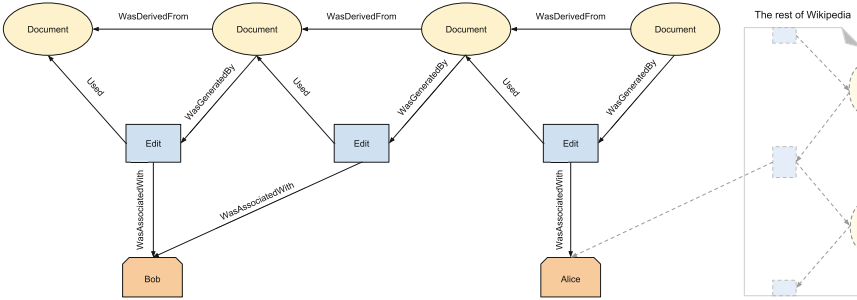 WasDerivedFrom WasDerivedFrom WasDerivedFrom The rest of Wikipedia
Document Document Document Document
Used WasGeneratedBy Used WasGeneratedBy Used WasGeneratedBy
Edit Edit Edit
WasAssociatedWith WasAssociatedWith WasAssociatedWith
Bob Alice